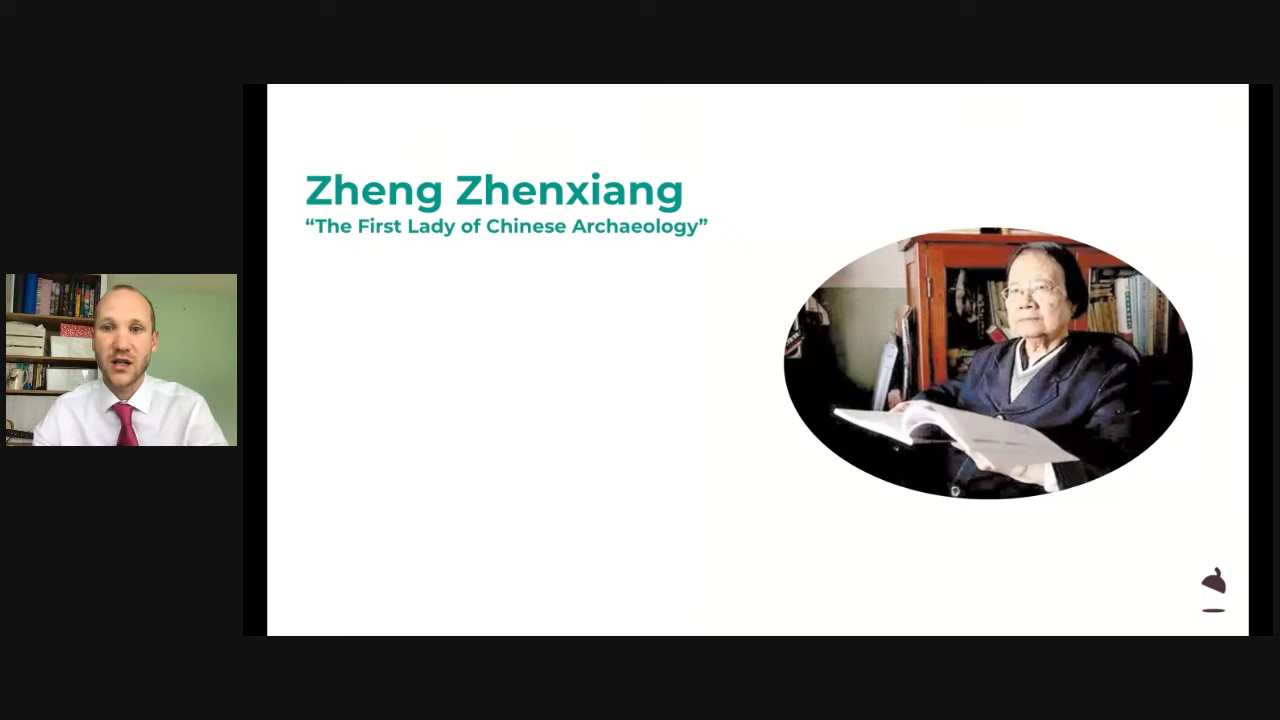 Zheng Zhenxiang
“The First Lady of Chinese Archaeology”